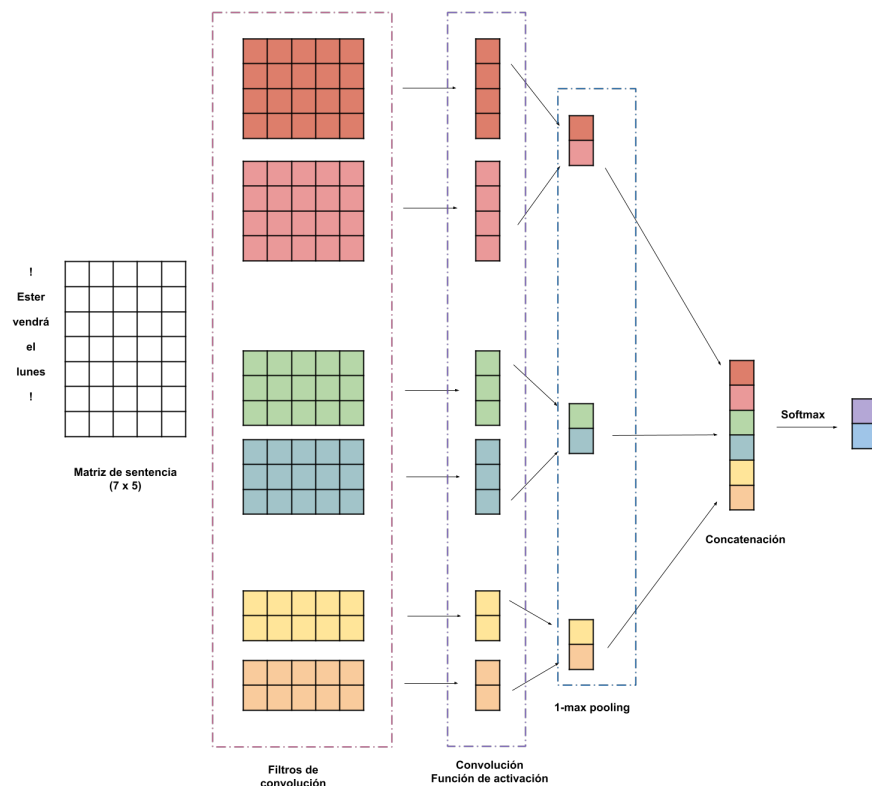 !
Ester
vendrá
el
lunes
!
Matriz de sentencia
(7 x 5)
Filtros de
convolución
Convolución
Función de activación
1-max pooling
Concatenación
Softmax